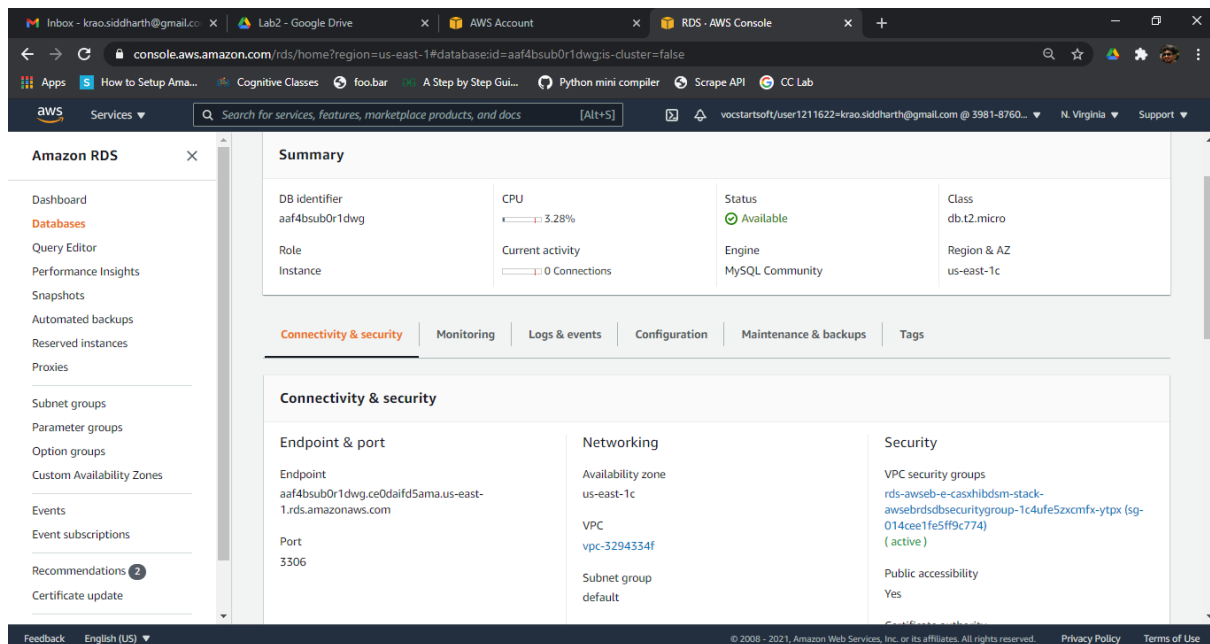 Inbox - krao.siddharth@gmail.co
Lab2 - Google Drive
AWS Account
RDS · AWS Console
console.aws.amazon.com/rds/home?region=us-east-1#database:id=aaf4bsub0r1dwg;is-cluster=false
Apps
How to Setup Ama...
Cognitive Classes
foo.bar
A Step by Step Gui...
Python mini compiler
Scrape API
CC Lab
aws
Services ▼
Search for services, features, marketplace products, and docs
[Alt+S]
vocstartsoft/user1211622=krao.siddharth@gmail.com @ 3981-8760... ▼
N. Virginia ▼
Support ▼
Amazon RDS
Dashboard
Databases
Query Editor
Performance Insights
Snapshots
Automated backups
Reserved instances
Proxies
Subnet groups
Parameter groups
Option groups
Custom Availability Zones
Events
Event subscriptions
Recommendations 2
Certificate update
Summary
DB identifier
aaf4bsub0r1dwg
CPU
3.28%
Status
Available
Class
db.t2.micro
Role
Instance
Current activity
0 Connections
Engine
MySQL Community
Region & AZ
us-east-1c
Connectivity & security
Monitoring
Logs & events
Configuration
Maintenance & backups
Tags
Connectivity & security
Endpoint & port
Endpoint
aaf4bsub0r1dwg.ce0daifd5ama.us-east-
1.rds.amazonaws.com
Port
3306
Networking
Availability zone
us-east-1c
VPC
vpc-3294334f
Subnet group
default
Security
VPC security groups
rds-awseb-e-casxhibdsm-stack-
awsebrdsdbsecuritygroup-1c4ufe5zxcmfx-ytpx (sg-
014cee1fe5ff9c774)
( active )
Public accessibility
Yes
Feedback
English (US) ▼
© 2008 - 2021, Amazon Web Services, Inc. or its affiliates. All rights reserved.
Privacy Policy
Terms of Use